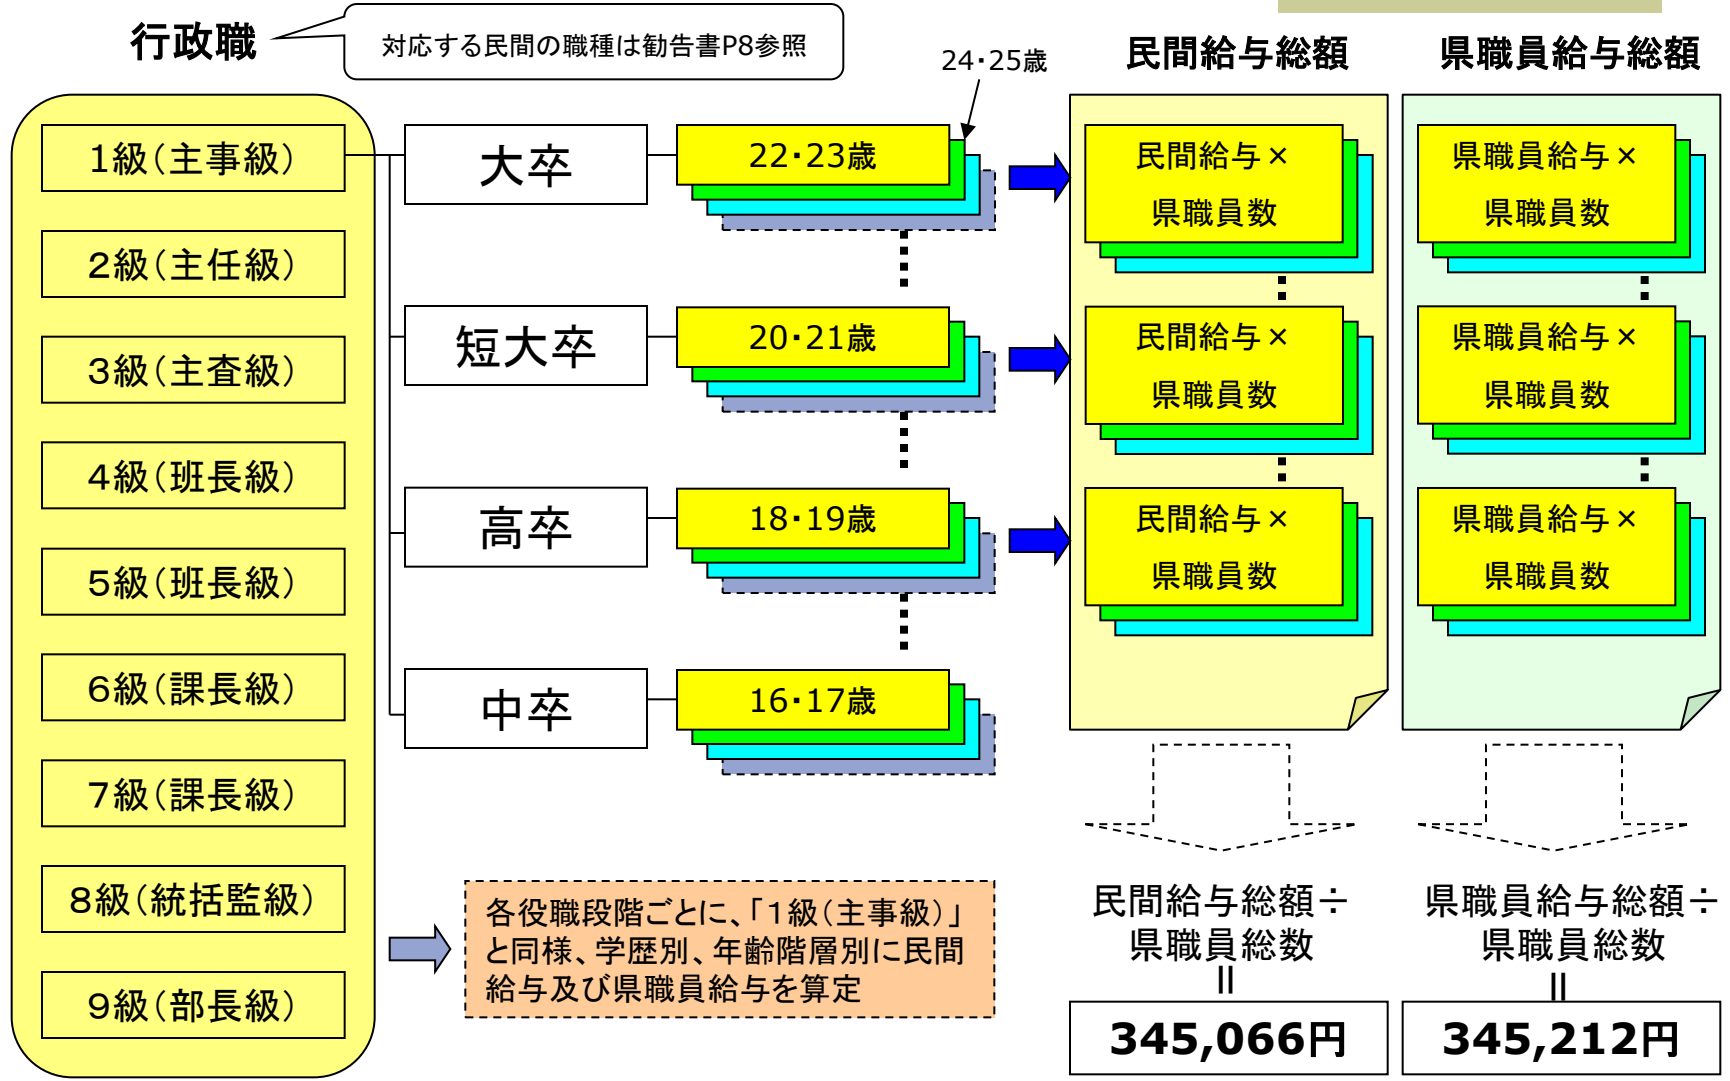 行政職
対応する民間の職種は勧告書P8参照
24・25歳
民間給与総額
県職員給与総額
1級（主事級）
2級（主任級）
3級（主査級）
4級（班長級）
5級（班長級）
6級（課長級）
7級（課長級）
8級（統括監級）
9級（部長級）
大卒
22・23歳
短大卒
20・21歳
高卒
18・19歳
中卒
16・17歳
民間給与×
県職員数
民間給与×
県職員数
民間給与×
県職員数
県職員給与×
県職員数
県職員給与×
県職員数
県職員給与×
県職員数
各役職段階ごとに、「1級（主事級）」
と同様、学歴別、年齢階層別に民間
給与及び県職員給与を算定
民間給与総額÷
県職員総数
=
345,066円
県職員給与総額÷
県職員総数
=
345,212円